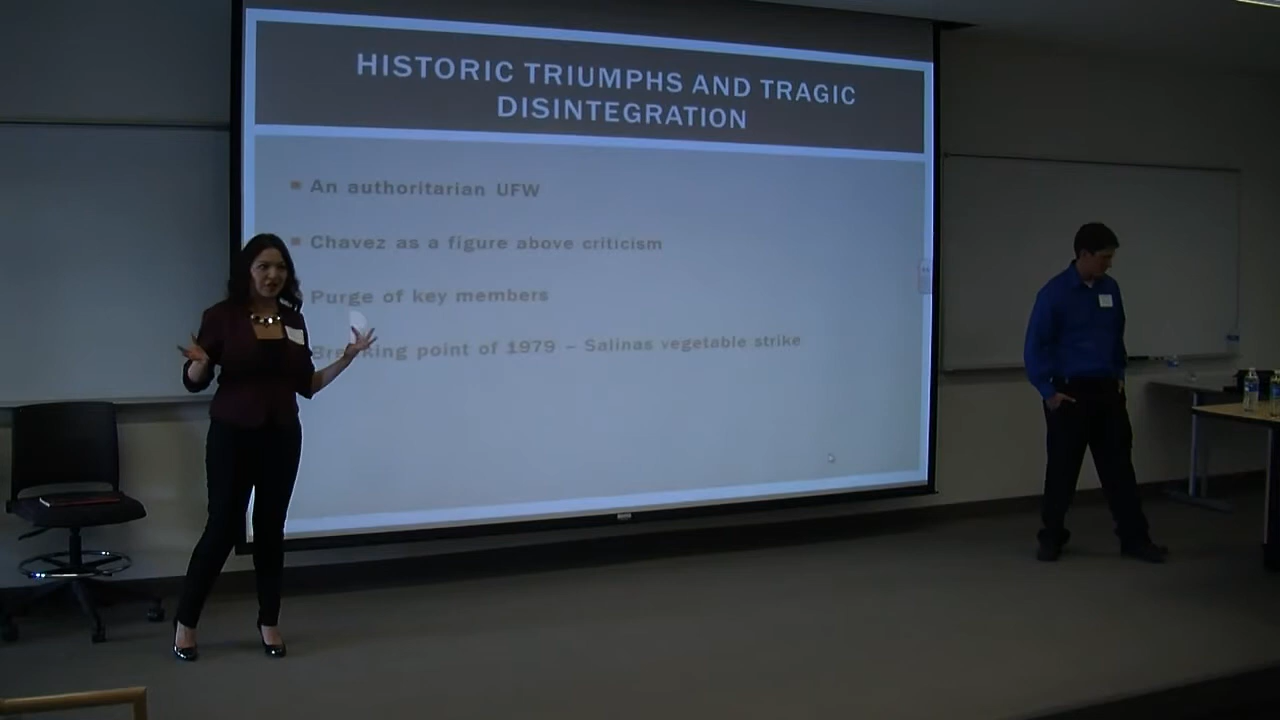 HISTORIC TRIUMPHS AND TRAGIC
DISINTEGRATION
An authoritarian UFW
Chavez as a figure above criticism
Purge of key members
Breaking point of 1979 – Salinas vegetable strike